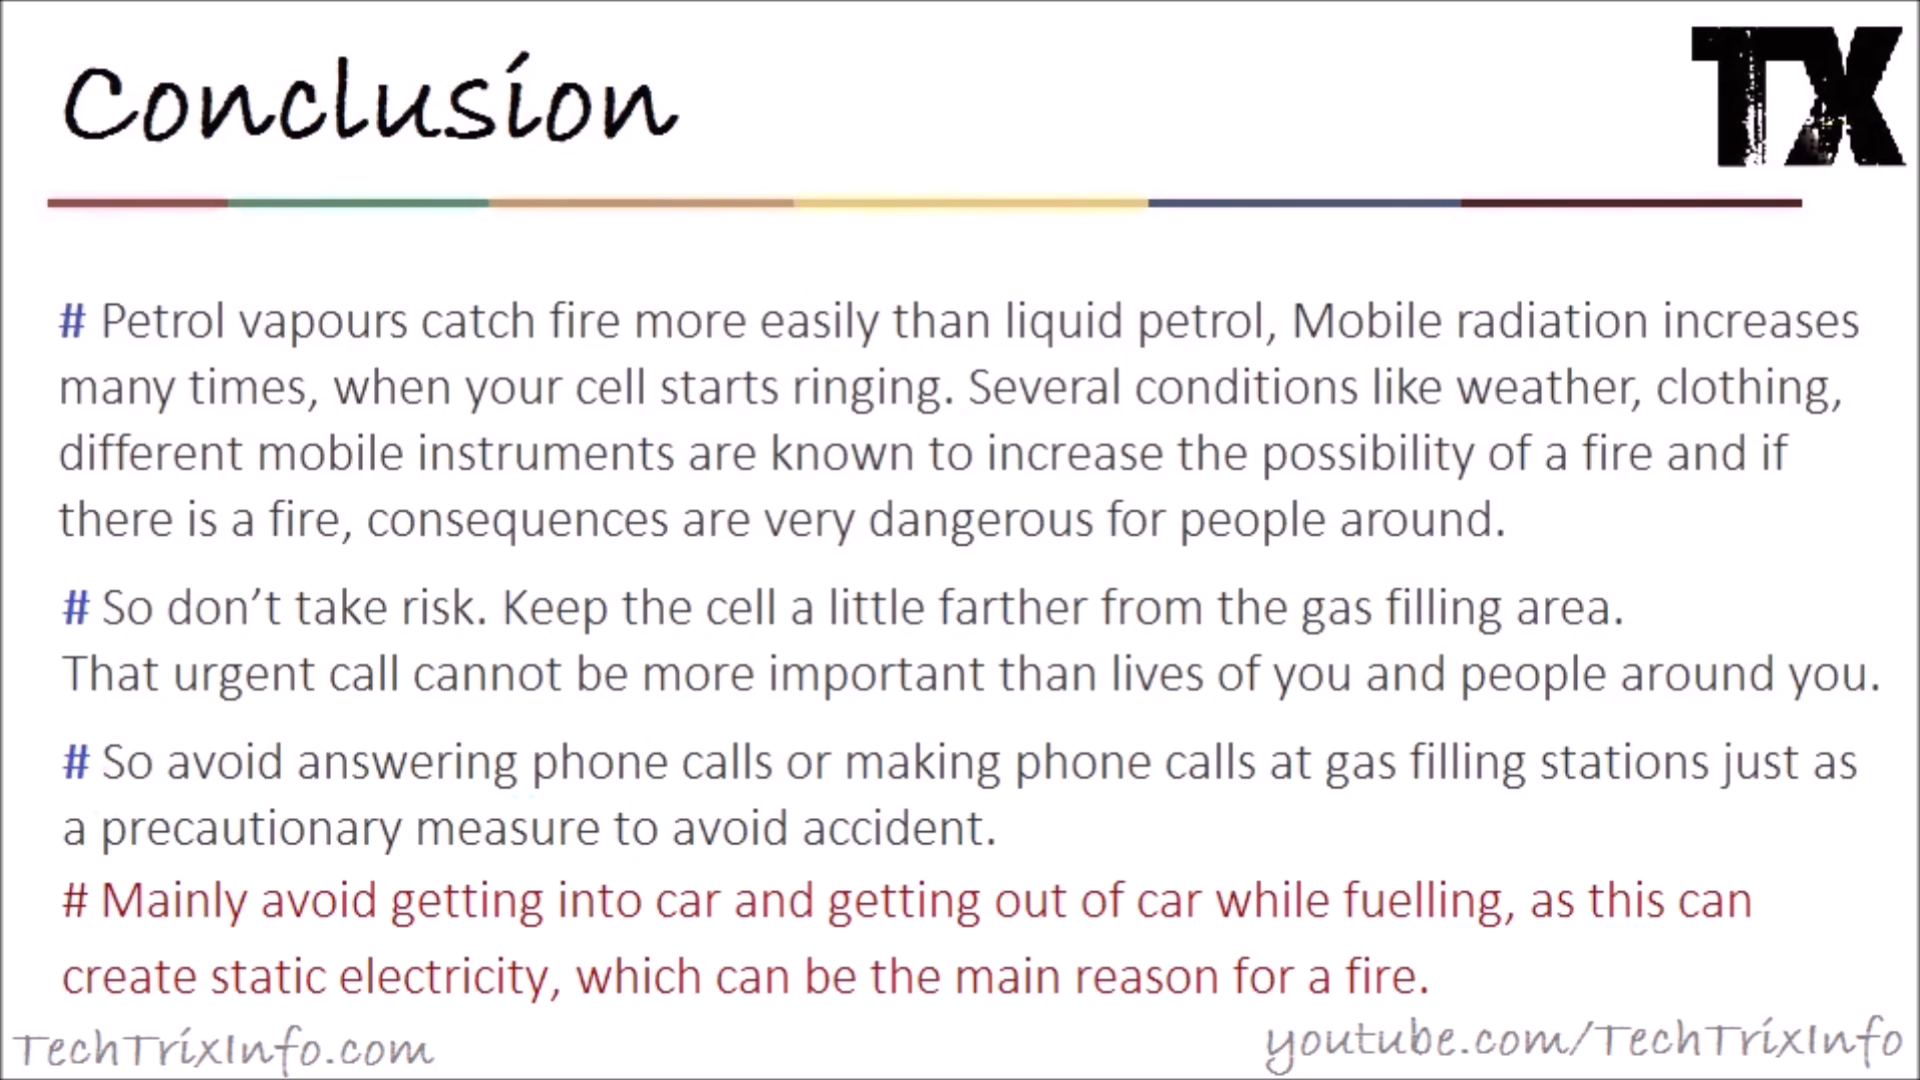 Conclusion
TX
# Petrol vapours catch fire more easily than liquid petrol, Mobile radiation increases
many times, when your cell starts ringing. Several conditions like weather, clothing,
different mobile instruments are known to increase the possibility of a fire and if
there is a fire, consequences are very dangerous for people around.
# So don’t take risk. Keep the cell a little farther from the gas filling area.
That urgent call cannot be more important than lives of you and people around you.
# So avoid answering phone calls or making phone calls at gas filling stations just as
a precautionary measure to avoid accident.
# Mainly avoid getting into car and getting out of car while fuelling, as this can
create static electricity, which can be the main reason for a fire.
TechTrixInfo.com
youtube.com/TechTrixInfo